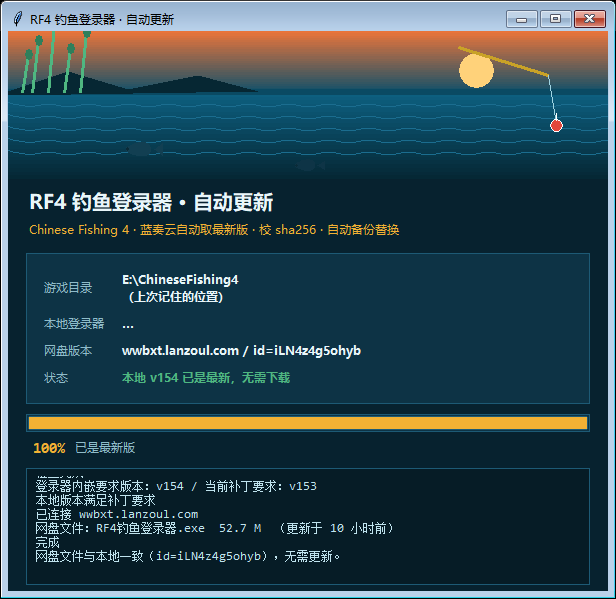 RF4 钓鱼登录器 · 自动更新
RF4 钓鱼登录器 · 自动更新
Chinese Fishing 4 · 蓝奏云自动取最新版 · 校 sha256 · 自动备份替换
游戏目录 E:\ChineseFishing4
（上次记住的位置）
本地登录器 ...
网盘版本 wwbxt.lanzoul.com / id=iLN4z4g5ohyb
状态 本地 v154 已是最新，无需下载
100% 已是最新版
登录器内嵌要求版本：v154 / 当前补丁要求：v153
本地版本满足补丁要求
已连接 wwbxt.lanzoul.com
网盘文件：RF4钓鱼登录器.exe 52.7 M （更新于 10 小时前）
完成
网盘文件与本地一致（id=iLN4z4g5ohyb），无需更新。